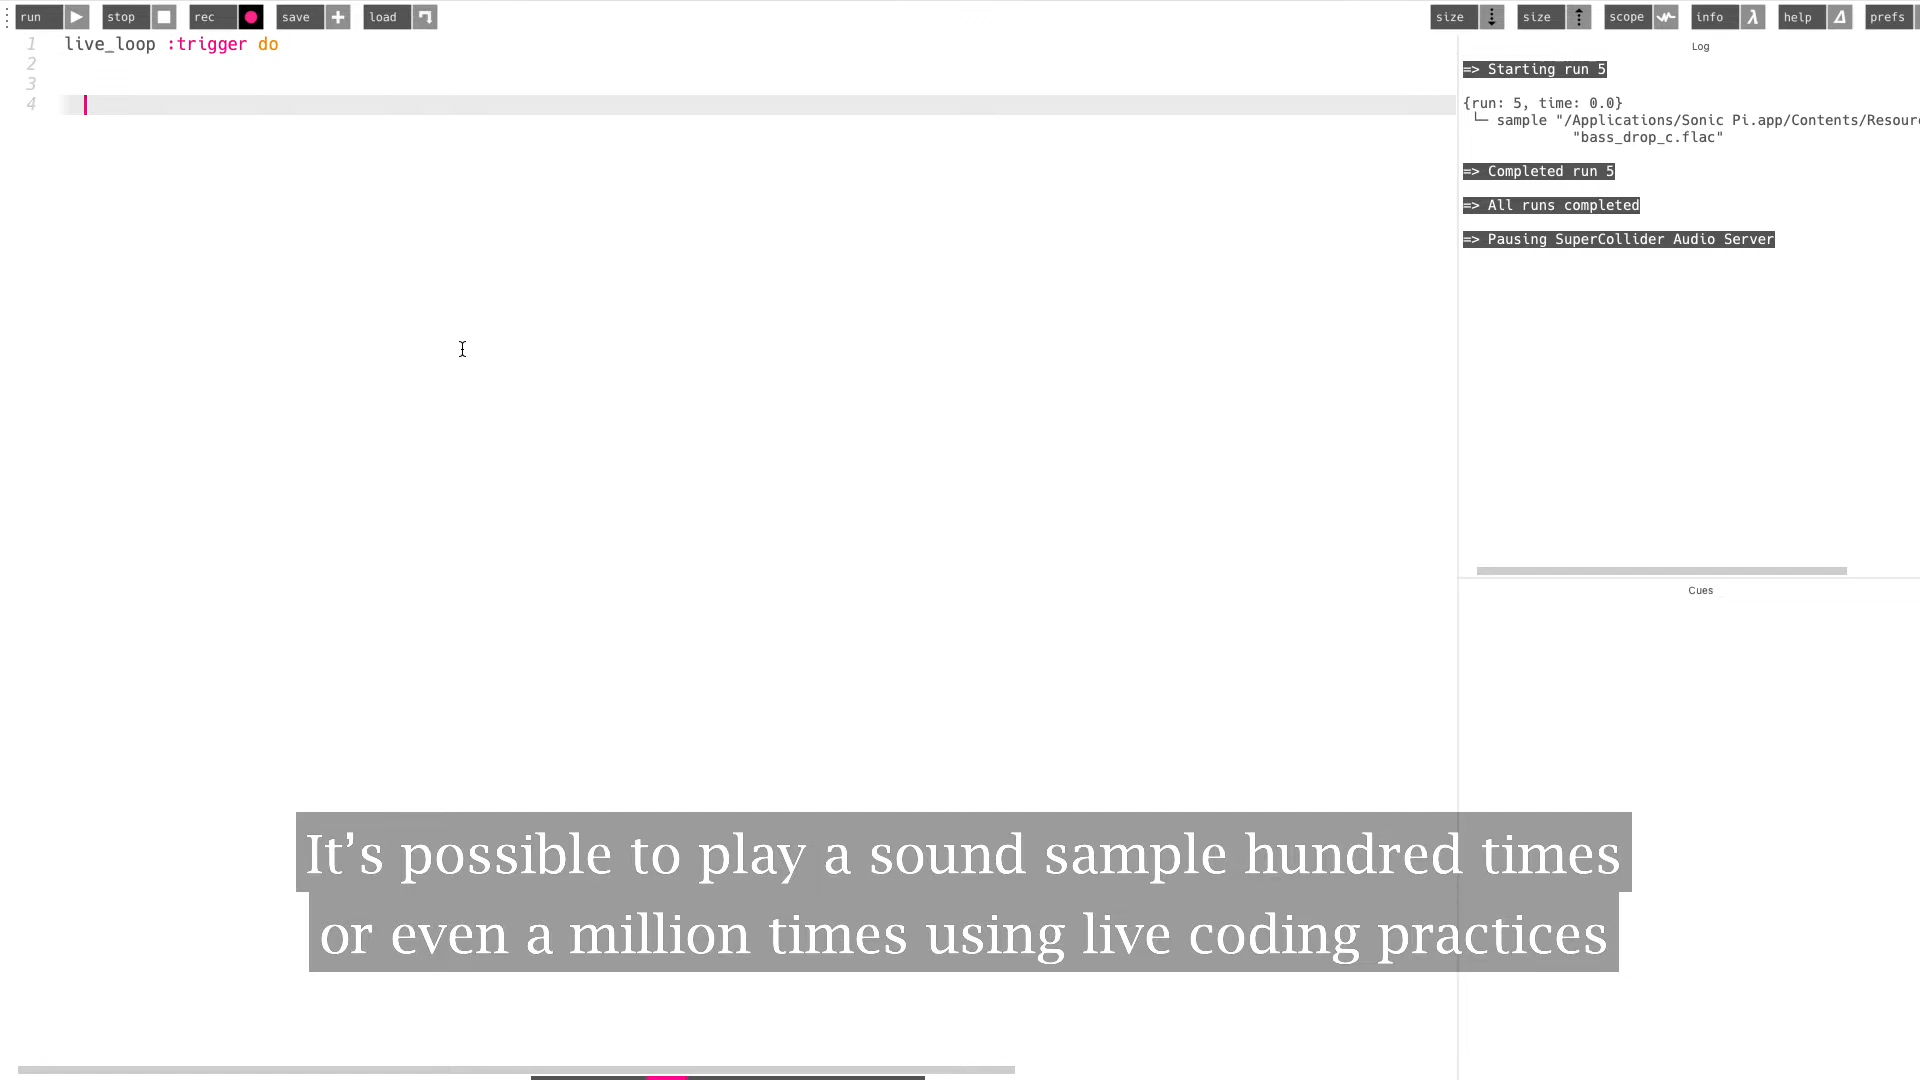 run stop rec save load size size scope info help prefs
1 live_loop :trigger do
2
3
4
Log
=> Starting run 5
{run: 5, time: 0.0}
└─ sample "/Applications/Sonic Pi.app/Contents/Resour
"bass_drop_c.flac"
=> Completed run 5
=> All runs completed
=> Pausing SuperCollider Audio Server
Cues
It's possible to play a sound sample hundred times
or even a million times using live coding practices